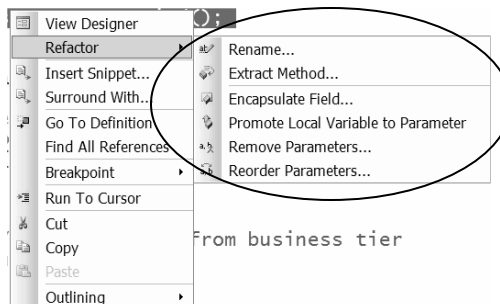 ();
View Designer
Refactor
Insert Snippet...
Surround With...
Go To Definition
Find All References
Breakpoint
Run To Cursor
Cut
Copy
Paste
Outlining
Rename...
Extract Method...
Encapsulate Field...
Promote Local Variable to Parameter
Remove Parameters...
Reorder Parameters...
from business tier